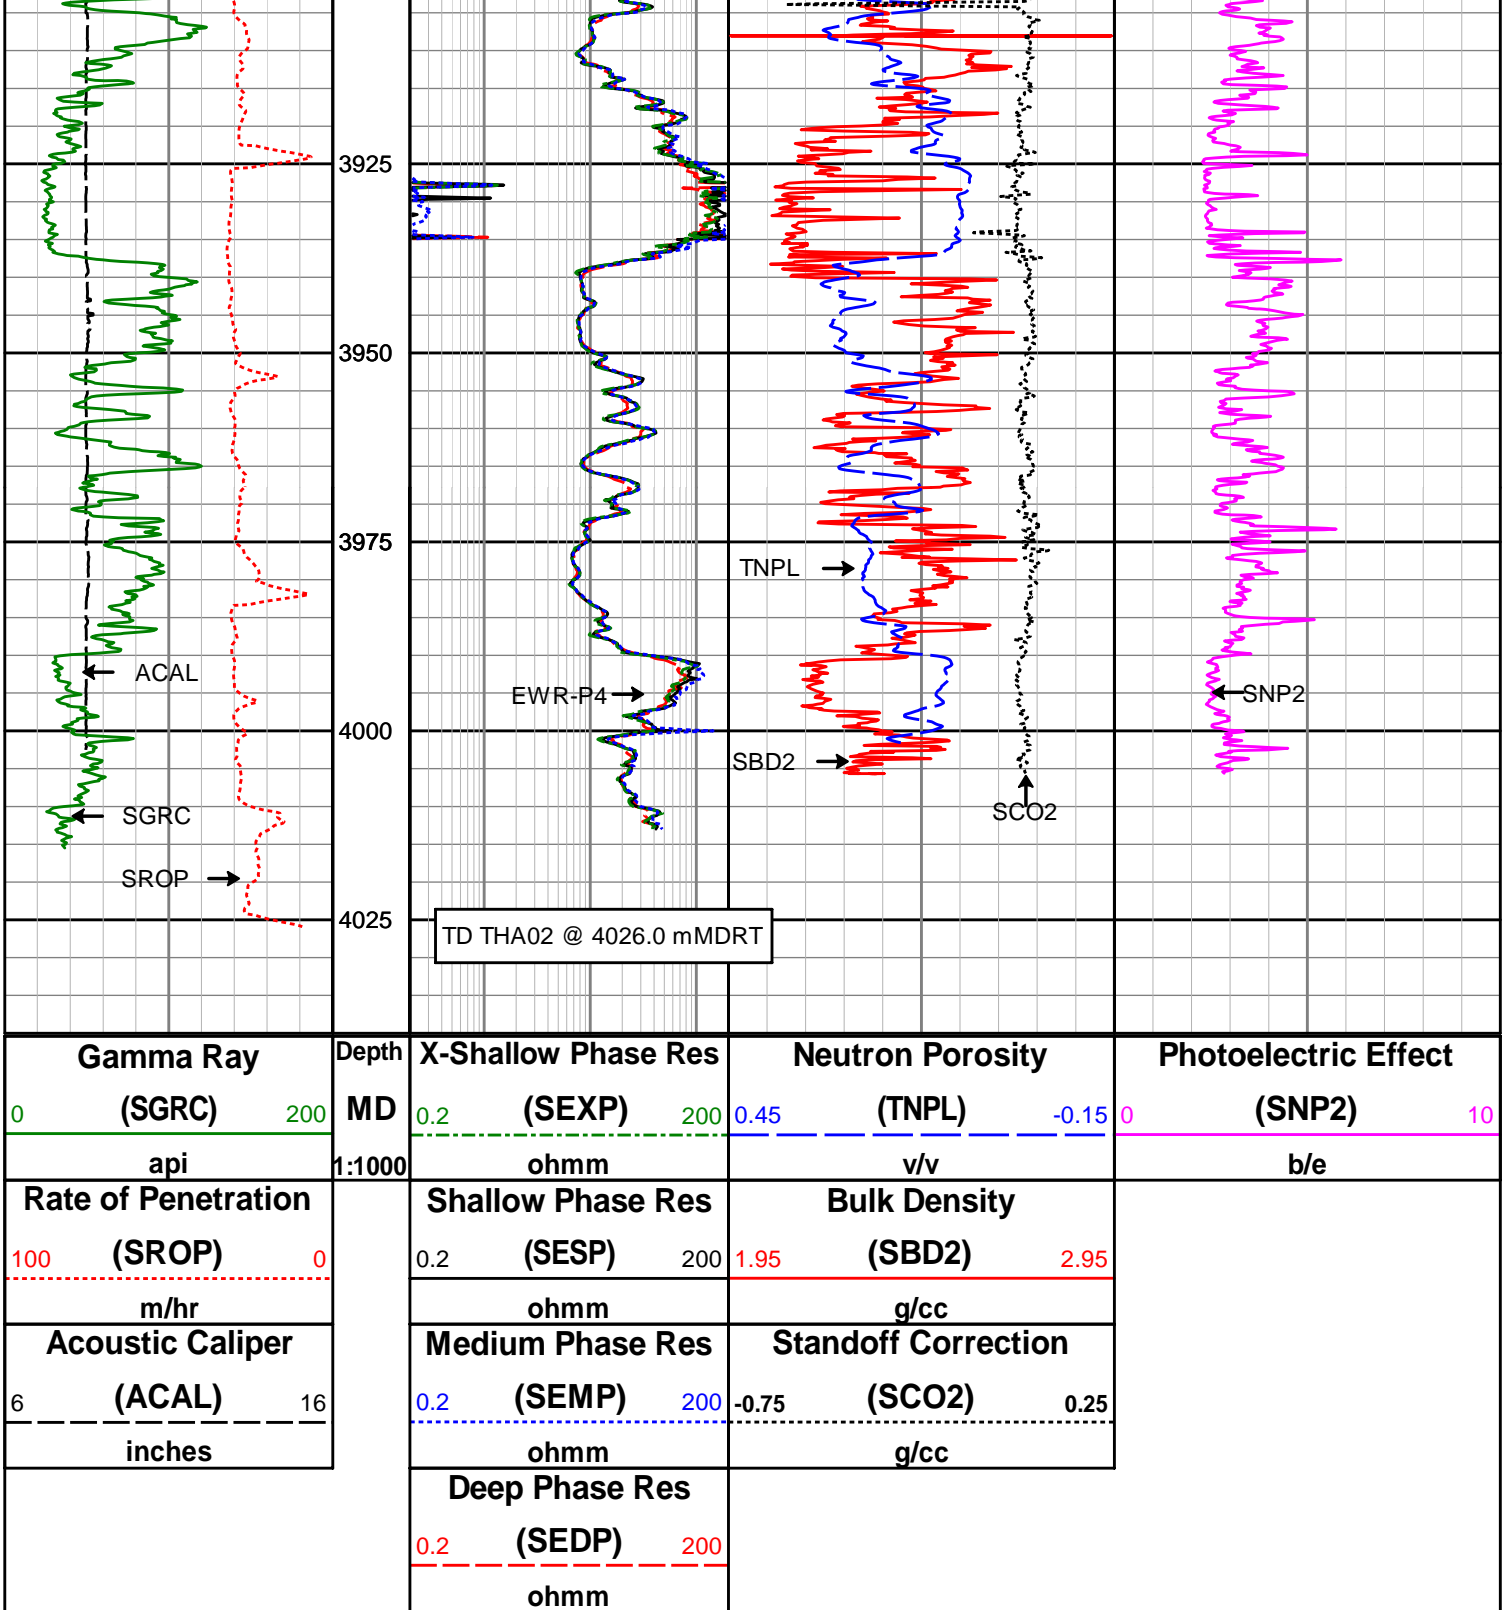 3925
3950
3975
TNPL
ACAL
EWR-P4
SNP2
4000
SBD2
SCO2
SGRC
SROP
4025
TD THA02 @ 4026.0 mMDRT
Gamma Ray
0 (SGRC) 200
api
Depth
MD
1:1000
X-Shallow Phase Res
0.2 (SEXP) 200
ohmm
Neutron Porosity
0.45 (TNPL) -0.15
v/v
Photoelectric Effect
0 (SNP2) 10
b/e
Rate of Penetration
100 (SROP) 0
m/hr
Shallow Phase Res
0.2 (SESP) 200
ohmm
Bulk Density
1.95 (SBD2) 2.95
g/cc
Acoustic Caliper
6 (ACAL) 16
inches
Medium Phase Res
0.2 (SEMP) 200
ohmm
Standoff Correction
-0.75 (SCO2) 0.25
g/cc
Deep Phase Res
0.2 (SEDP) 200
ohmm